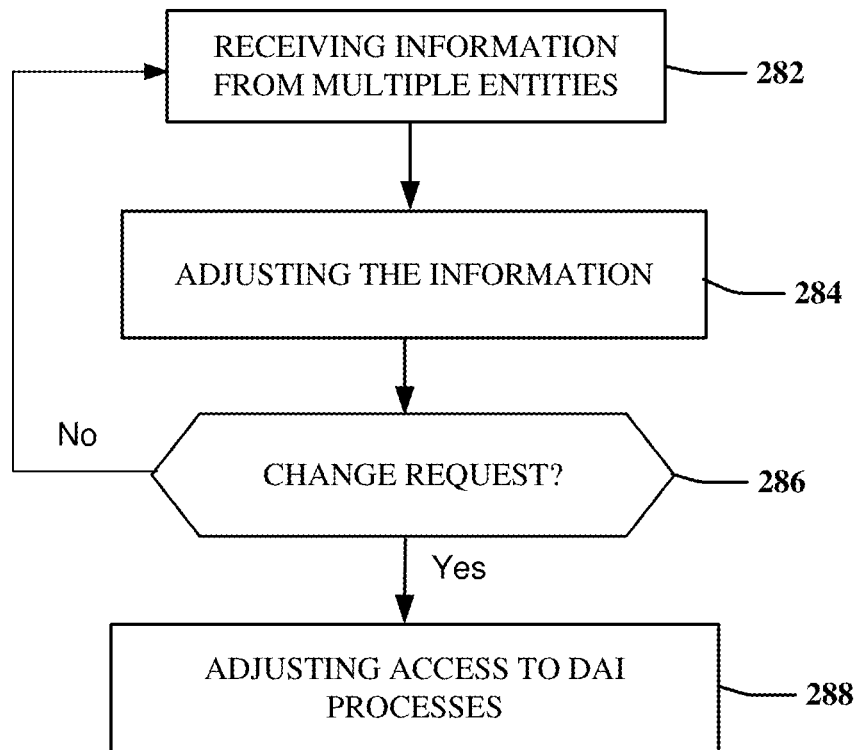 RECEIVING INFORMATION
FROM MULTIPLE ENTITIES
282
ADJUSTING THE INFORMATION
284
No
CHANGE REQUEST?
286
Yes
ADJUSTING ACCESS TO DAI
PROCESSES
288